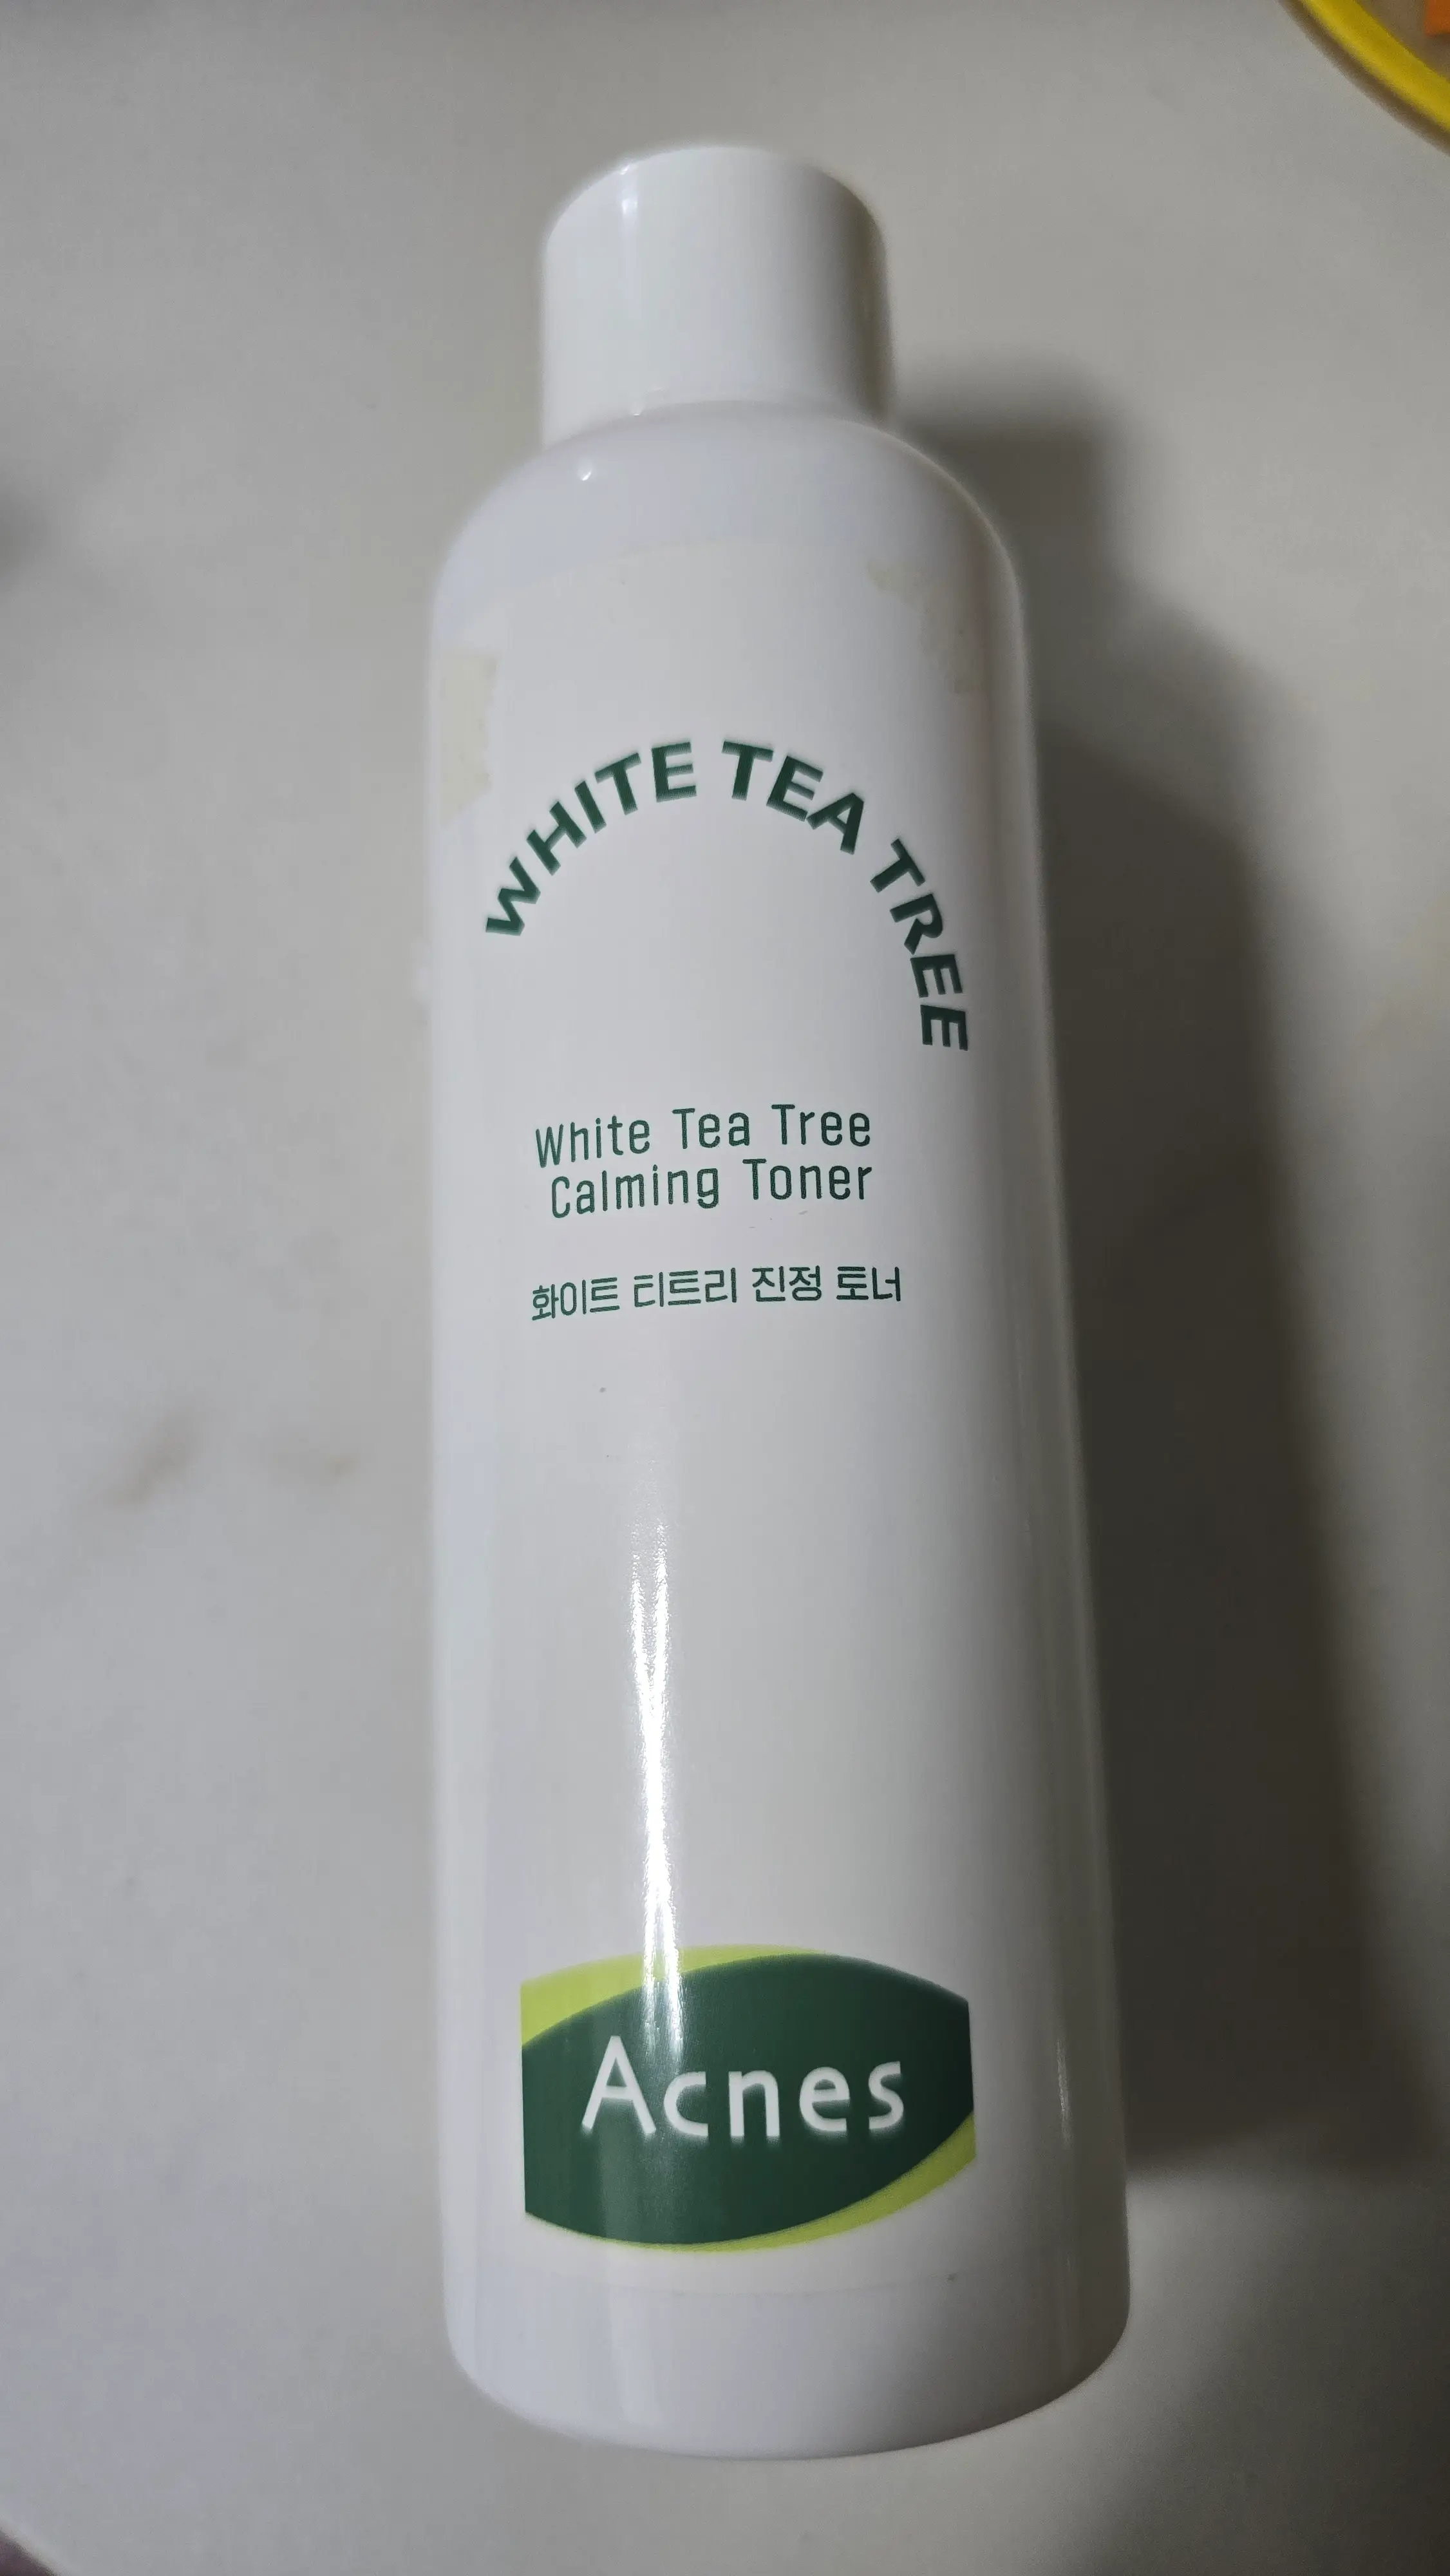 WHITE TEA TREE
White Tea Tree
Calming Toner
화이트 티트리 진정 토너
Acnes